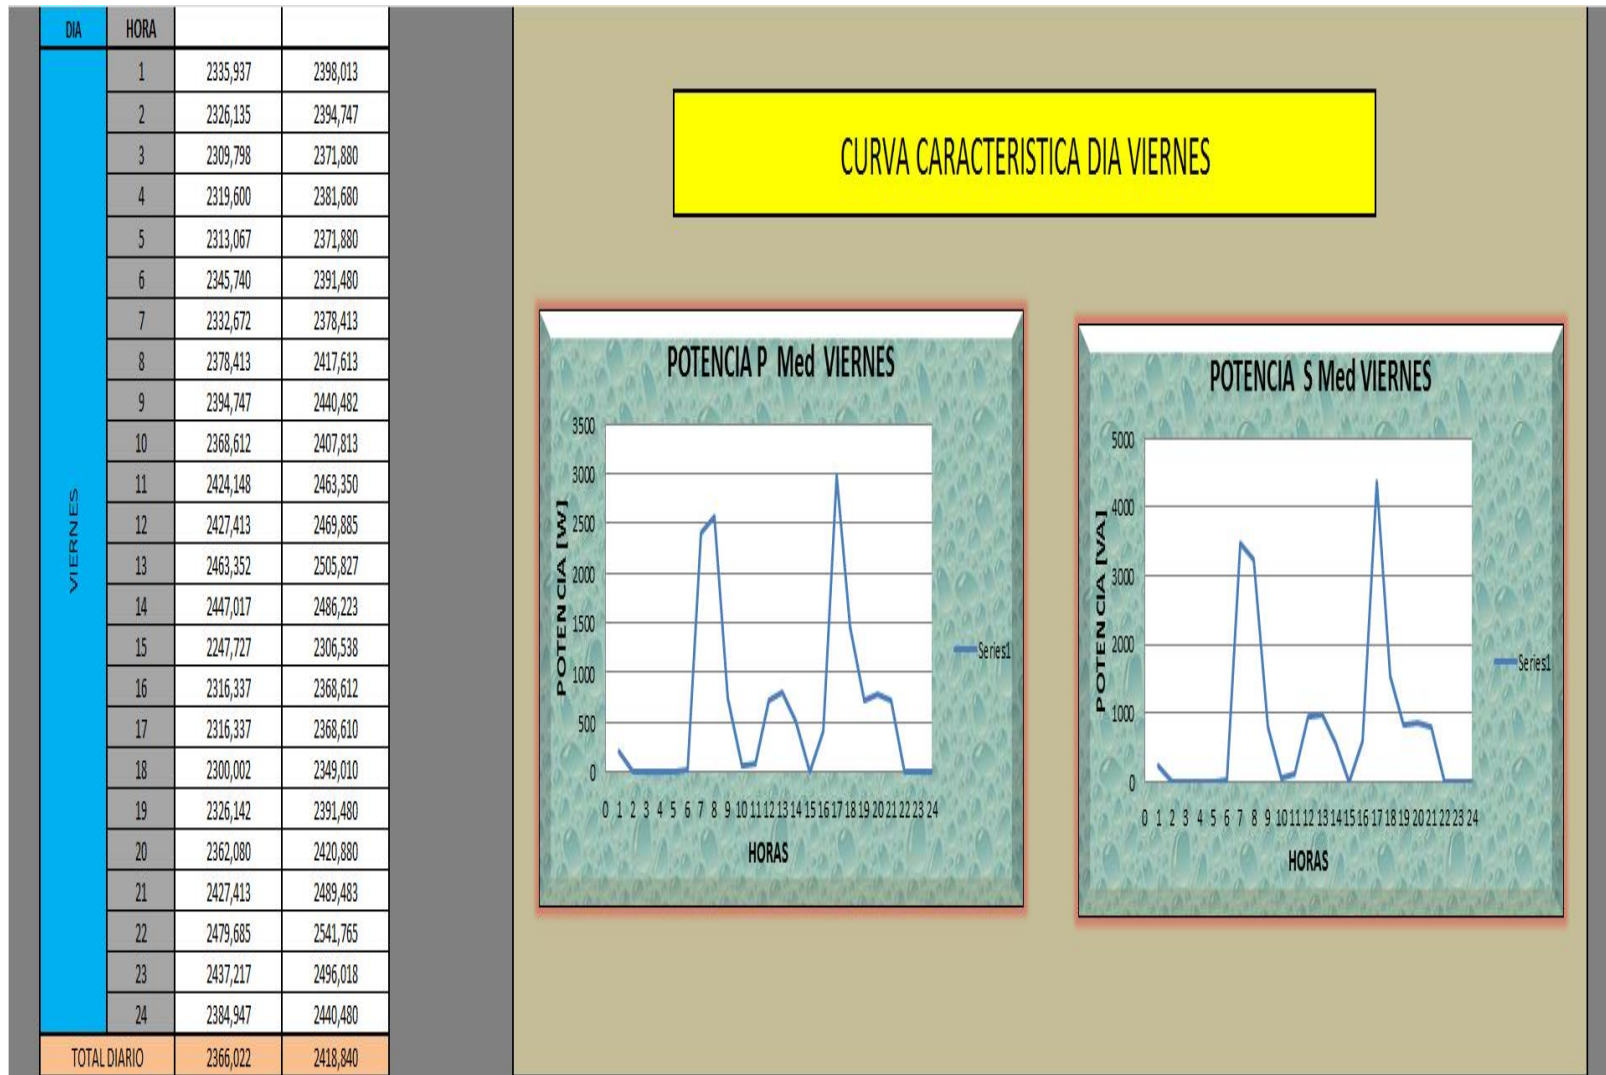 DIA HORA
1 2335,937 2398,013
2 2326,135 2394,747
3 2309,798 2371,880
4 2319,600 2381,680
5 2313,067 2371,880
6 2345,740 2391,480
7 2332,672 2378,413
8 2378,413 2417,613
9 2394,747 2440,482
10 2368,612 2407,813
11 2424,148 2463,350
12 2427,413 2469,885
13 2463,352 2505,827
14 2447,017 2486,223
15 2247,727 2306,538
16 2316,337 2368,612
17 2316,337 2368,610
18 2300,002 2349,010
19 2326,142 2391,480
20 2362,080 2420,880
21 2427,413 2489,483
22 2479,685 2541,765
23 2437,217 2496,018
24 2384,947 2440,480
VIERNES
TOTAL DIARIO 2366,022 2418,840
CURVA CARACTERISTICA DIA VIERNES
POTENCIA P Med VIERNES
POTENCIA [W]
3500
3000
2500
2000
1500
1000
500
0
0 1 2 3 4 5 6 7 8 9 10 11 12 13 14 15 16 17 18 19 20 21 22 23 24
HORAS
Series1
POTENCIA S Med VIERNES
POTENCIA [VA]
5000
4000
3000
2000
1000
0
0 1 2 3 4 5 6 7 8 9 10 11 12 13 14 15 16 17 18 19 20 21 22 23 24
HORAS
Series1